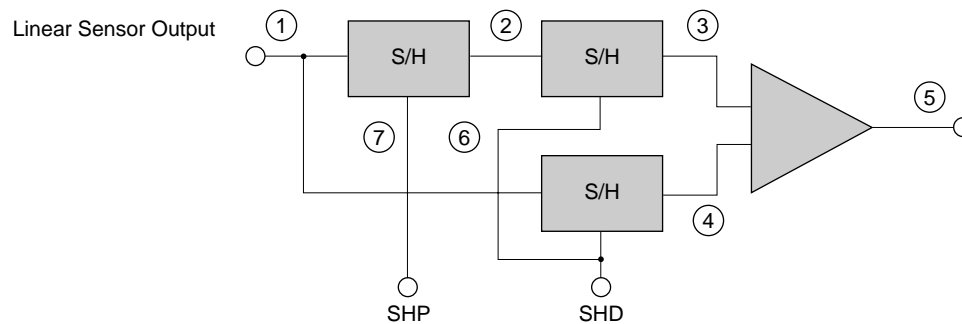 Linear Sensor Output
1
2
3
S/H
S/H
5
7
6
S/H
4
SHP
SHD